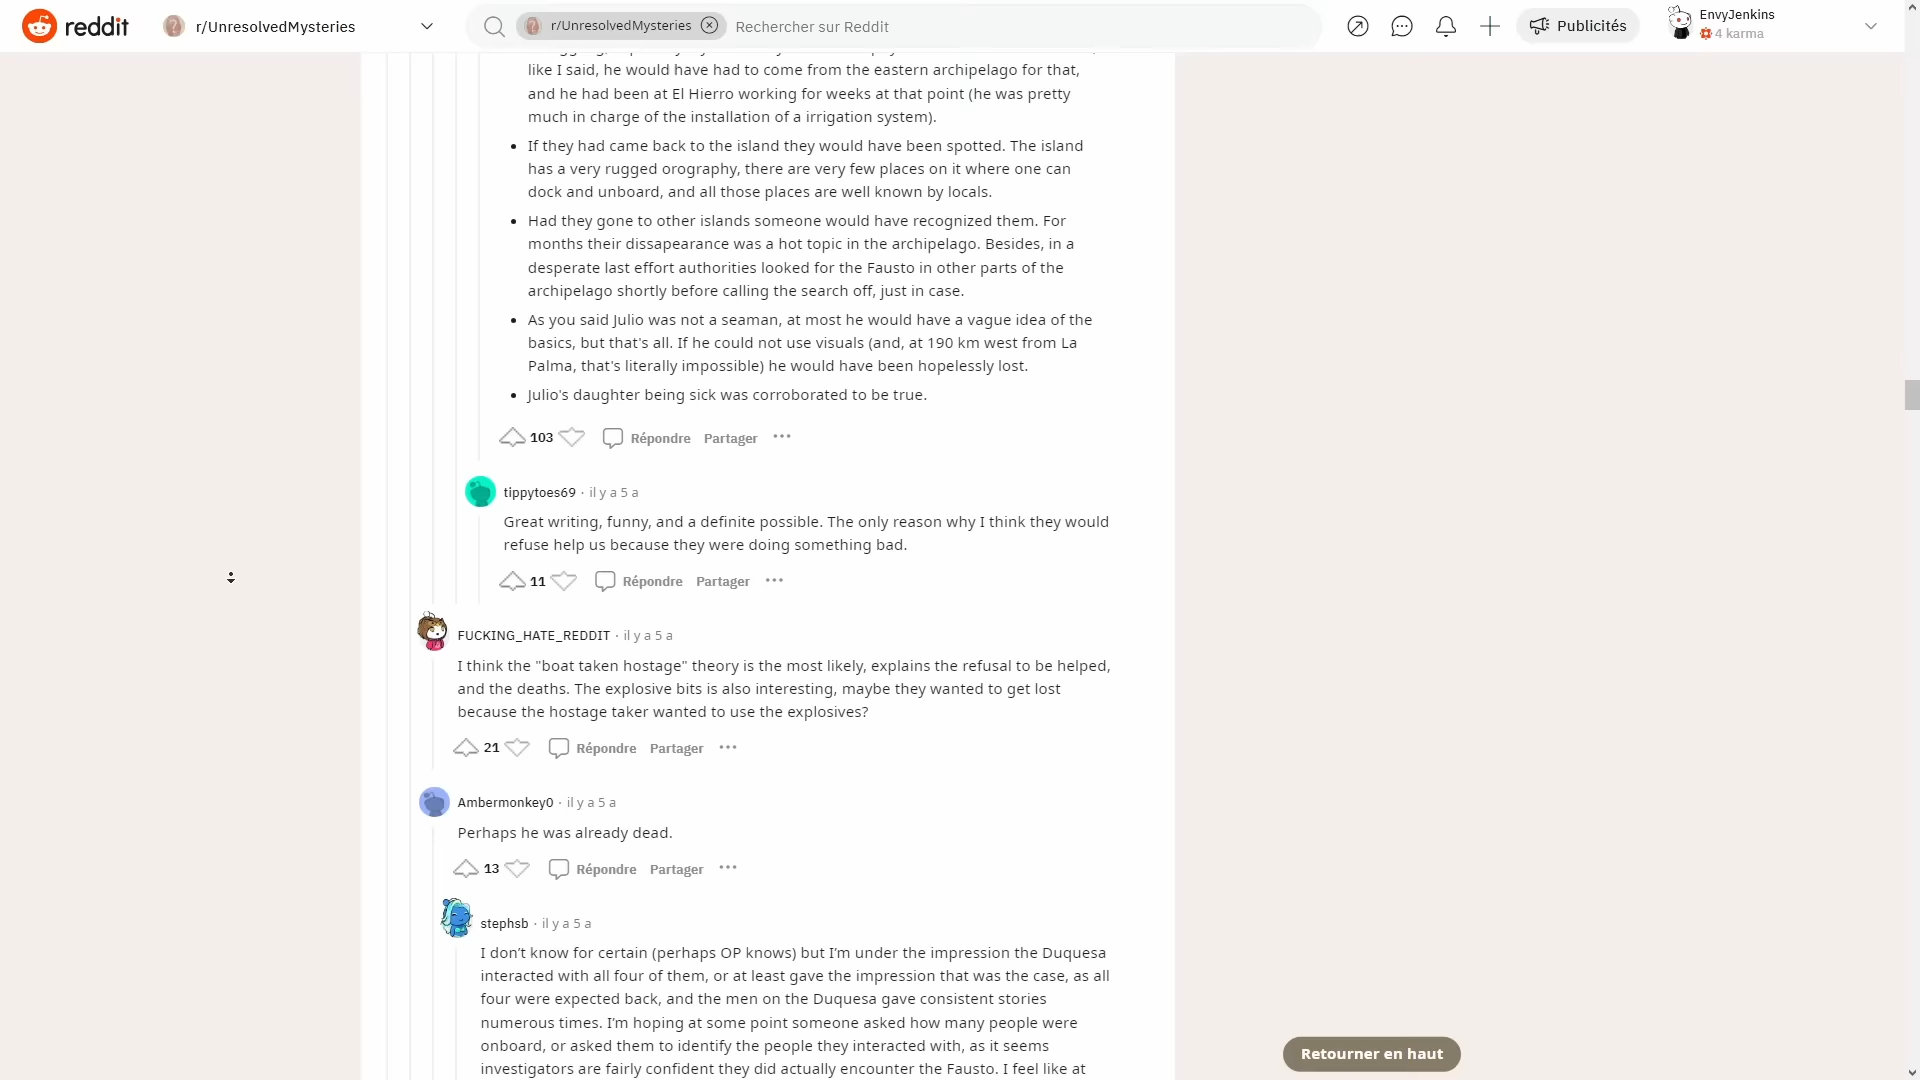 reddit
r/UnresolvedMysteries
r/UnresolvedMysteries
Rechercher sur Reddit
Publicités
EnvyJenkins
4 karma
like I said, he would have had to come from the eastern archipelago for that,
and he had been at El Hierro working for weeks at that point (he was pretty
much in charge of the installation of a irrigation system).
• If they had came back to the island they would have been spotted. The island
has a very rugged orography, there are very few places on it where one can
dock and unboard, and all those places are well known by locals.
• Had they gone to other islands someone would have recognized them. For
months their dissapearance was a hot topic in the archipelago. Besides, in a
desperate last effort authorities looked for the Fausto in other parts of the
archipelago shortly before calling the search off, just in case.
• As you said Julio was not a seaman, at most he would have a vague idea of the
basics, but that's all. If he could not use visuals (and, at 190 km west from La
Palma, that's literally impossible) he would have been hopelessly lost.
• Julio's daughter being sick was corroborated to be true.
103 Répondre Partager
tippytoes69 · il y a 5 a
Great writing, funny, and a definite possible. The only reason why I think they would
refuse help us because they were doing something bad.
11 Répondre Partager
FUCKING_HATE_REDDIT · il y a 5 a
I think the "boat taken hostage" theory is the most likely, explains the refusal to be helped,
and the deaths. The explosive bits is also interesting, maybe they wanted to get lost
because the hostage taker wanted to use the explosives?
21 Répondre Partager
Ambermonkey0 · il y a 5 a
Perhaps he was already dead.
13 Répondre Partager
stephsb · il y a 5 a
I don't know for certain (perhaps OP knows) but I'm under the impression the Duquesa
interacted with all four of them, or at least gave the impression that was the case, as all
four were expected back, and the men on the Duquesa gave consistent stories
numerous times. I'm hoping at some point someone asked how many people were
onboard, or asked them to identify the people they interacted with, as it seems
investigators are fairly confident they did actually encounter the Fausto. I feel like at
Retourner en haut